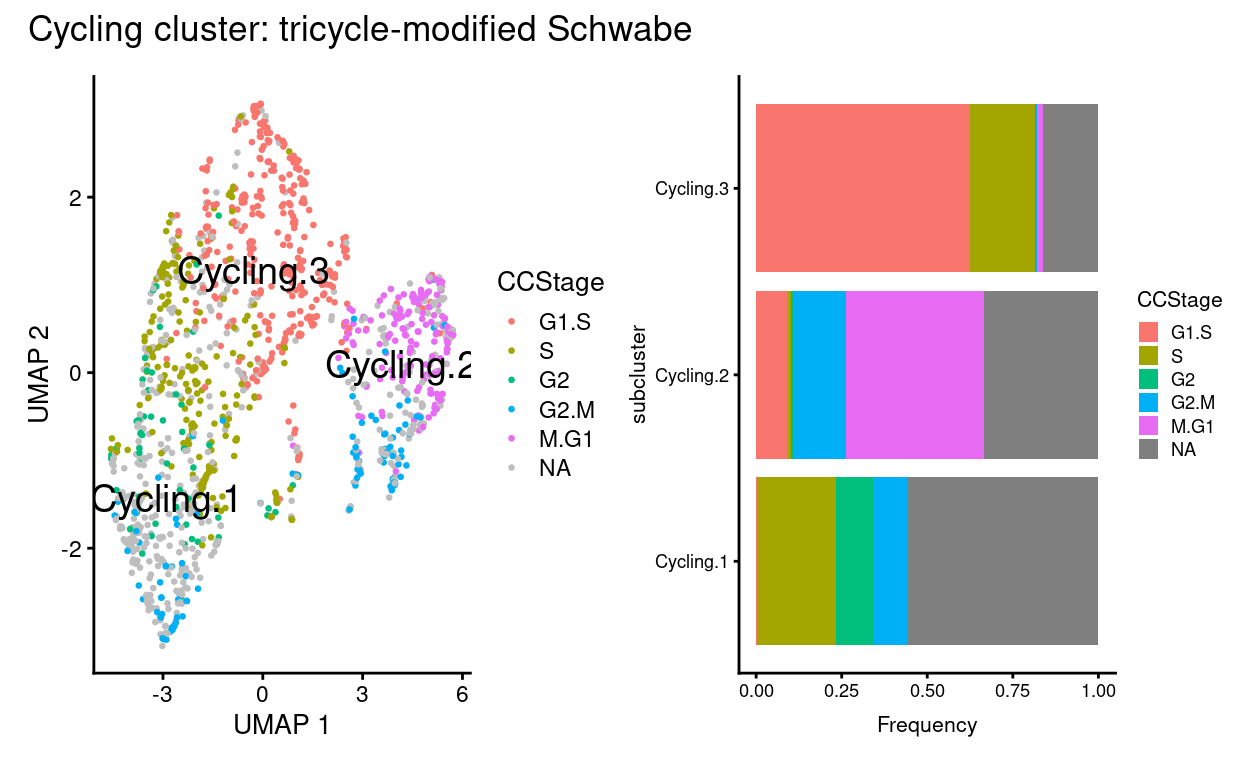 Cycling cluster: tricycle-modified Schwabe
UMAP 2
2
0
-2
-3
0
3
6
UMAP 1
Cycling.3
Cycling.2
Cycling.1
CCStage
G1.S
S
G2
G2.M
M.G1
NA
subcluster
Cycling.3
Cycling.2
Cycling.1
0.00
0.25
0.50
0.75
1.00
Frequency
CCStage
G1.S
S
G2
G2.M
M.G1
NA